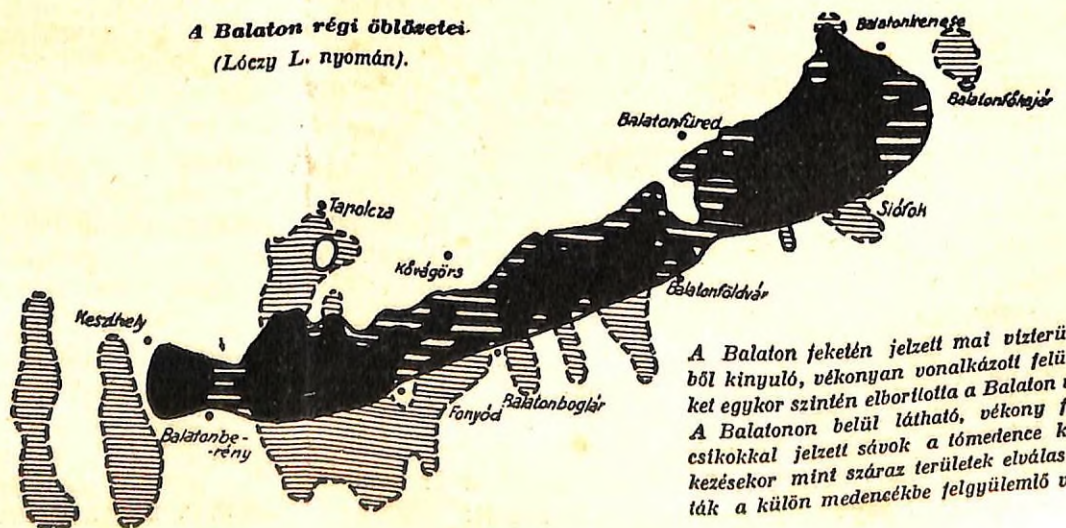 A Balaton régi öblözetei.
(Lóczy L. nyomán).
Balatonkenese
Balatonfőkajár
Balatonfüred
Siófok
Tapolcza
Kővágörs
Balatonföldvár
Keszthely
Fonyód
Balatonboglár
Balatonbe-
-rény
A Balaton feketén jelzett mai vízterü
ből kinyuló, vékonyan vonalkázott felü
ket egykor szintén elborította a Balaton
A Balatonon belül látható, vékony f
csikokkal jelzett sávok a tómedence k
kezésekor mint száraz területek elválas
ták a külön medencékbe felgyülemlő v